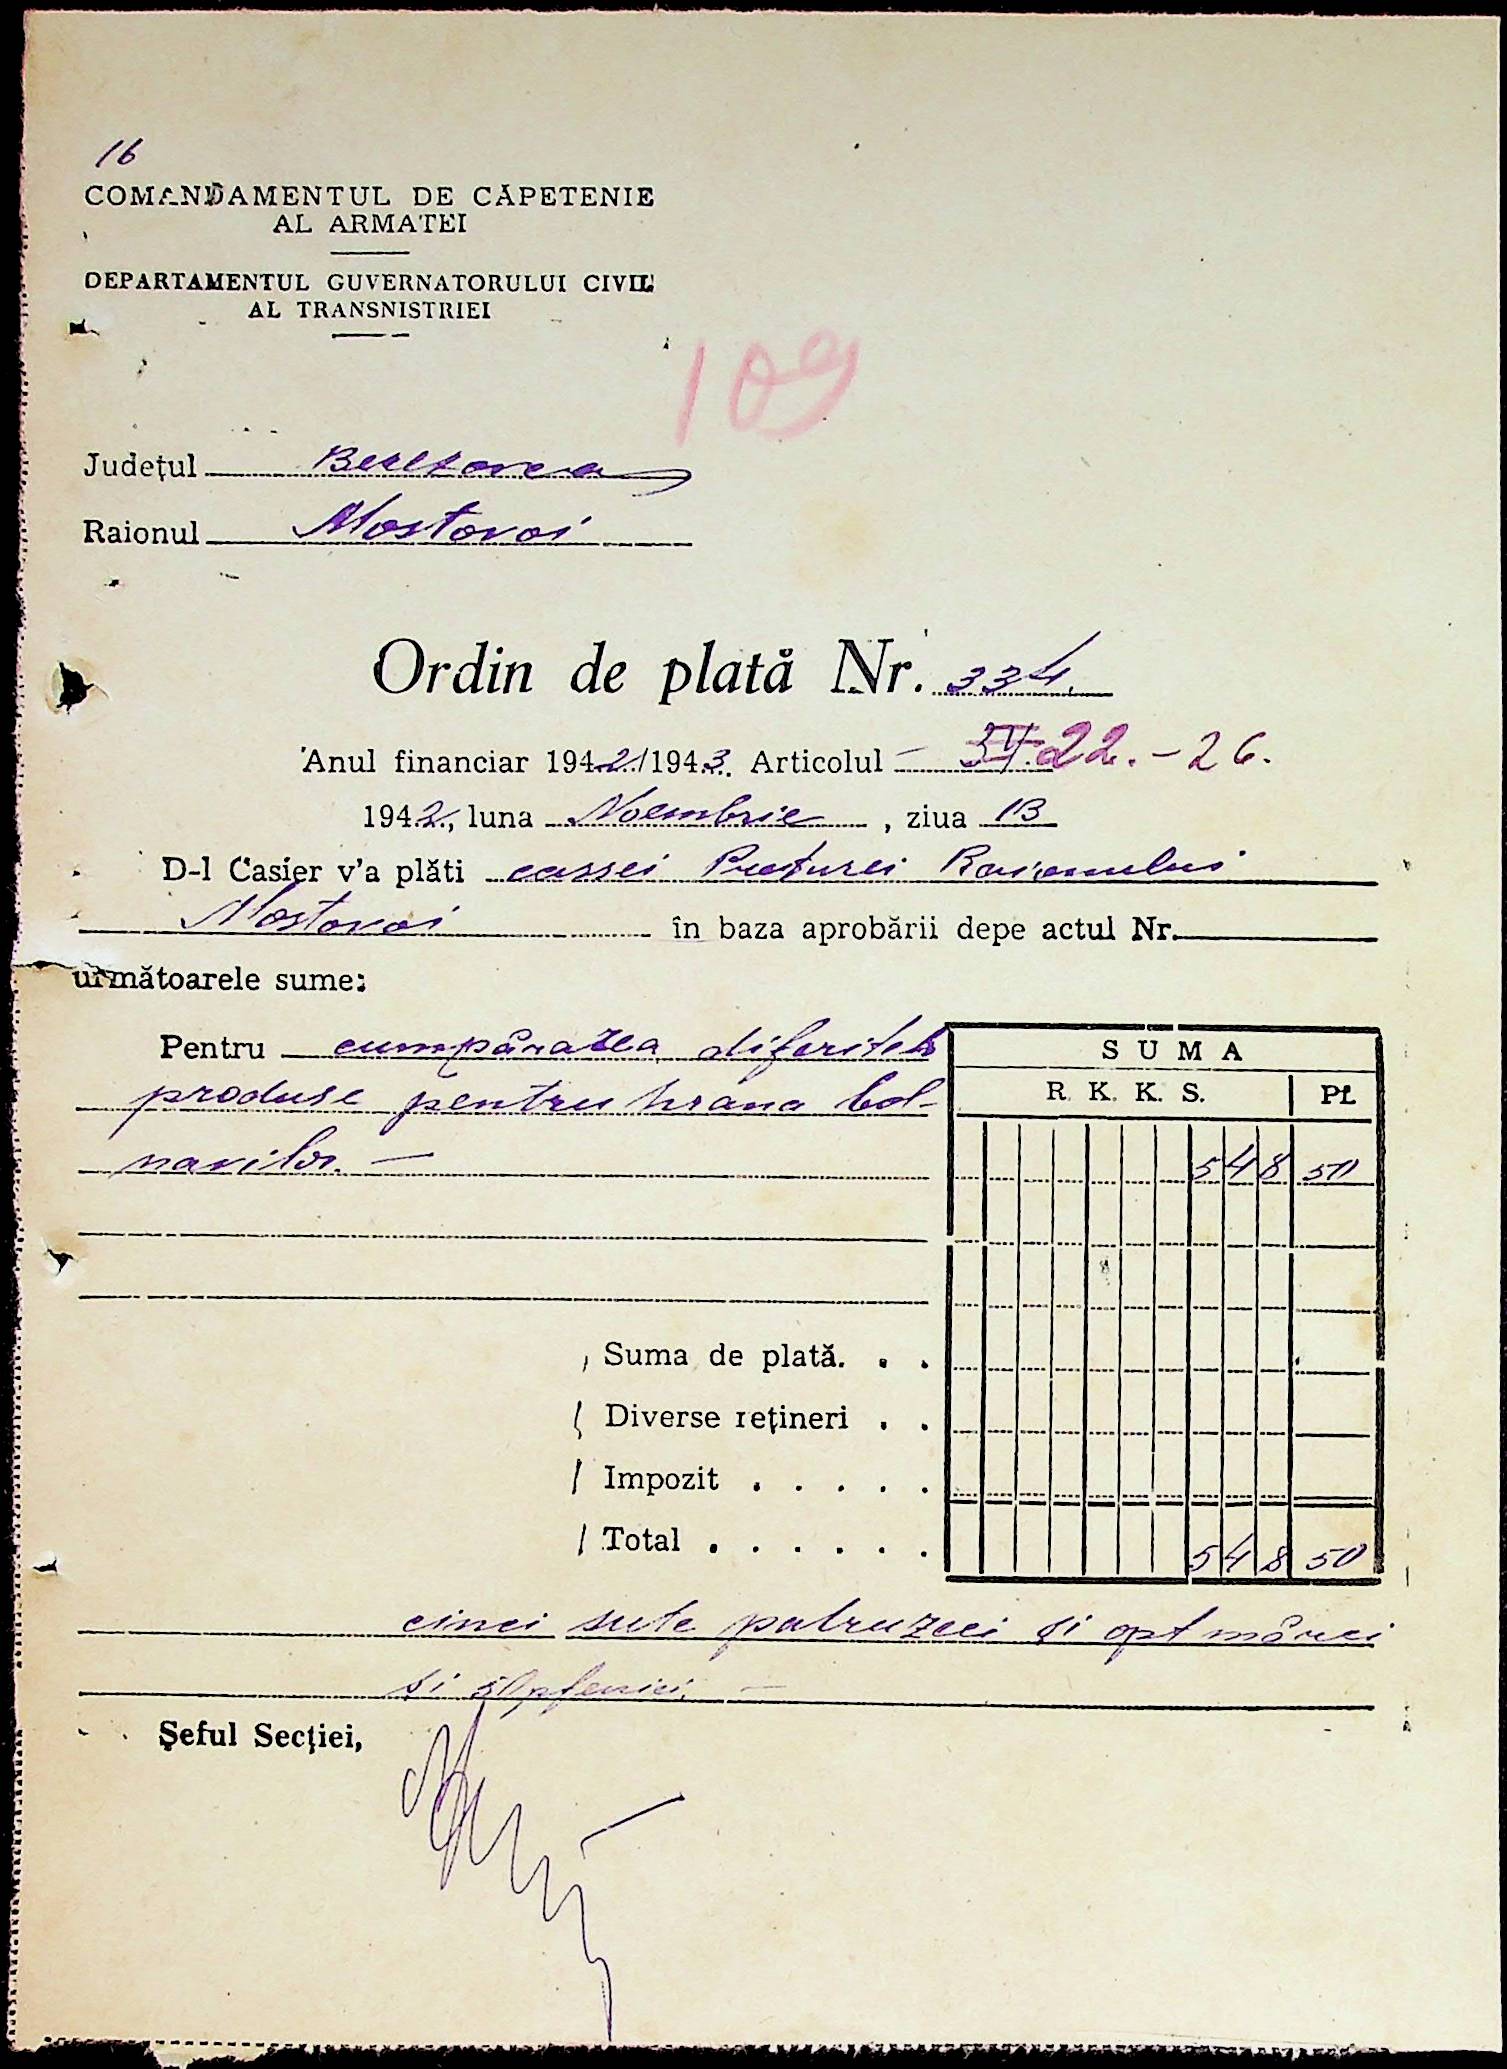 16
COMANDAMENTUL DE CĂPETENIE
AL ARMATEI
DEPARTAMENTUL GUVERNATORULUI CIVIL
AL TRANSNISTRIEI
109
Județul Berezovca
Raionul Mostovoi
Ordin de plată Nr. 334.
Anul financiar 1942/1943. Articolul 22. - 26.
1942, luna Noembrie, ziua 13
D-l Casier v'a plăti cassei Preturei Raionului
Mostovoi în baza aprobării depe actul Nr.
următoarele sume:
Pentru cumpărarea diferitelor
produse pentru hrana bol-
navilor. -
SUMA
R. K. K. S. Pf.
548 50
Suma de plată. . .
Diverse rețineri . .
Impozit . . . . .
Total . . . . . . 548 50
cinci sute patruzeci și opt mărci
și 50 pfenici. -
Șeful Secției,